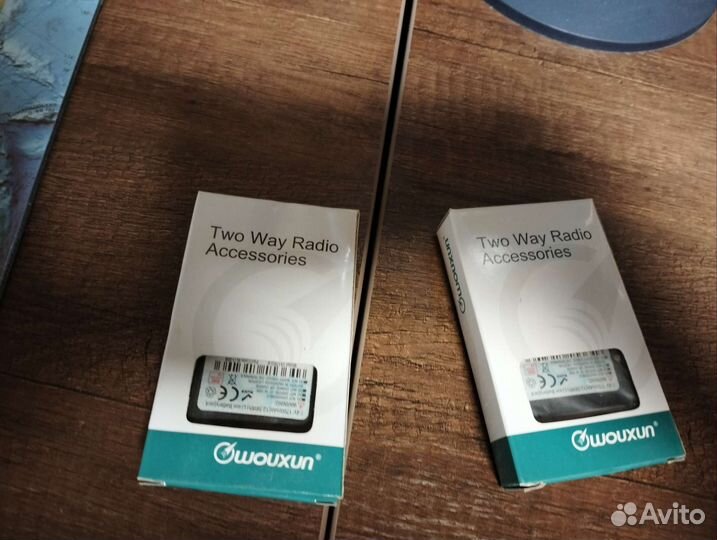 Two Way Radio
Accessories
WOUXUN®
Two Way Radio
Accessories
WOUXUN
WOUXUN®
Avito